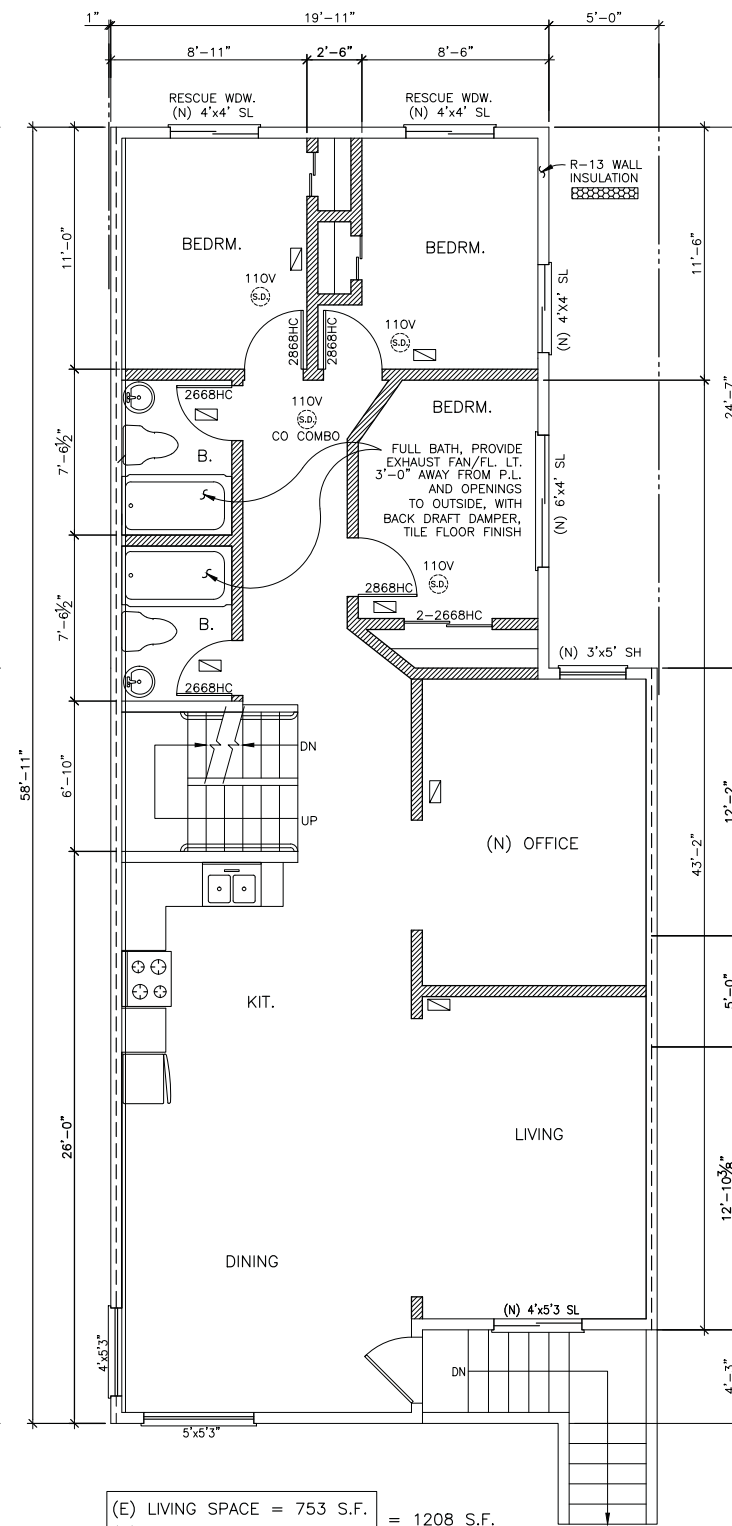 1"
19'-11"
5'-0"
8'-11"
2'-6"
8'-6"
RESCUE WDW.
(N) 4'x4' SL
RESCUE WDW.
(N) 4'x4' SL
R-13 WALL
INSULATION
11'-0"
BEDRM.
BEDRM.
11'-6"
(N) 4'X4' SL
110V
S.D.
110V
S.D.
2868HC
2868HC
2668HC
110V
S.D.
CO COMBO
BEDRM.
24'-7"
7'-6½"
B.
FULL BATH, PROVIDE
EXHAUST FAN/FL. LT.
3'-0" AWAY FROM P.L.
AND OPENINGS
TO OUTSIDE, WITH
BACK DRAFT DAMPER,
TILE FLOOR FINISH
(N) 6'x4' SL
110V
S.D.
2868HC
7'-6½"
B.
2-2668HC
2668HC
(N) 3'x5' SH
58'-11"
6'-10"
DN
UP
12'-2"
(N) OFFICE
43'-2"
KIT.
5'-0"
LIVING
26'-0"
DINING
(N) 4'x5'3 SL
4'x5'3"
DN
4'-3"
5'x5'3"
(E) LIVING SPACE = 753 S.F.
= 1208 S.F.